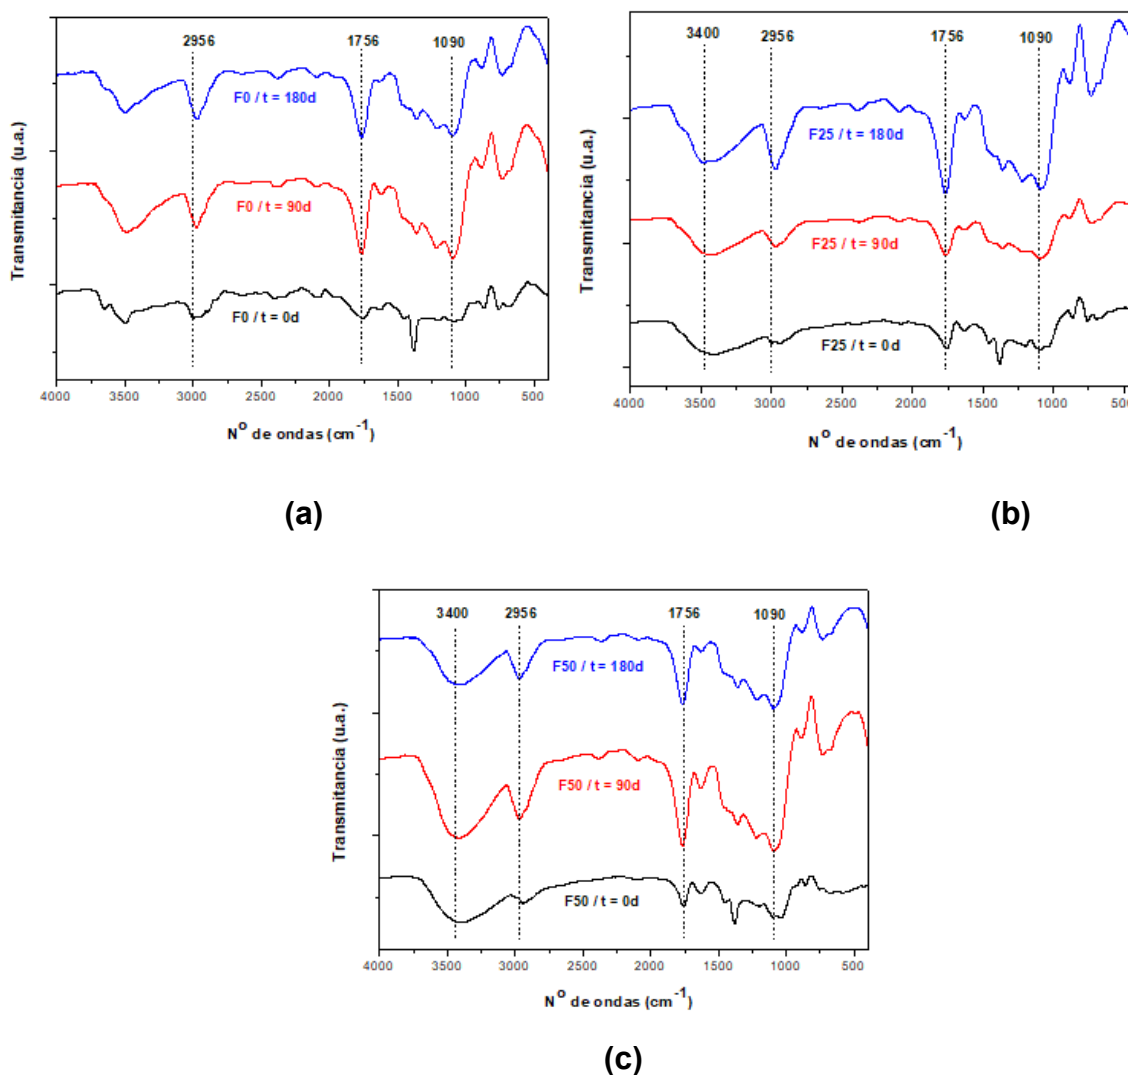 2956 1756 1090
F0 / t = 180d
F0 / t = 90d
F0 / t = 0d
Transmitancia (u.a.)
4000 3500 3000 2500 2000 1500 1000 500
Nº de ondas (cm⁻¹)
(a)
3400 2956 1756 1090
F25 / t = 180d
F25 / t = 90d
F25 / t = 0d
Transmitancia (u.a.)
4000 3500 3000 2500 2000 1500 1000 500
Nº de ondas (cm⁻¹)
(b)
3400 2956 1756 1090
F50 / t = 180d
F50 / t = 90d
F50 / t = 0d
Transmitancia (u.a.)
4000 3500 3000 2500 2000 1500 1000 500
Nº de ondas (cm⁻¹)
(c)